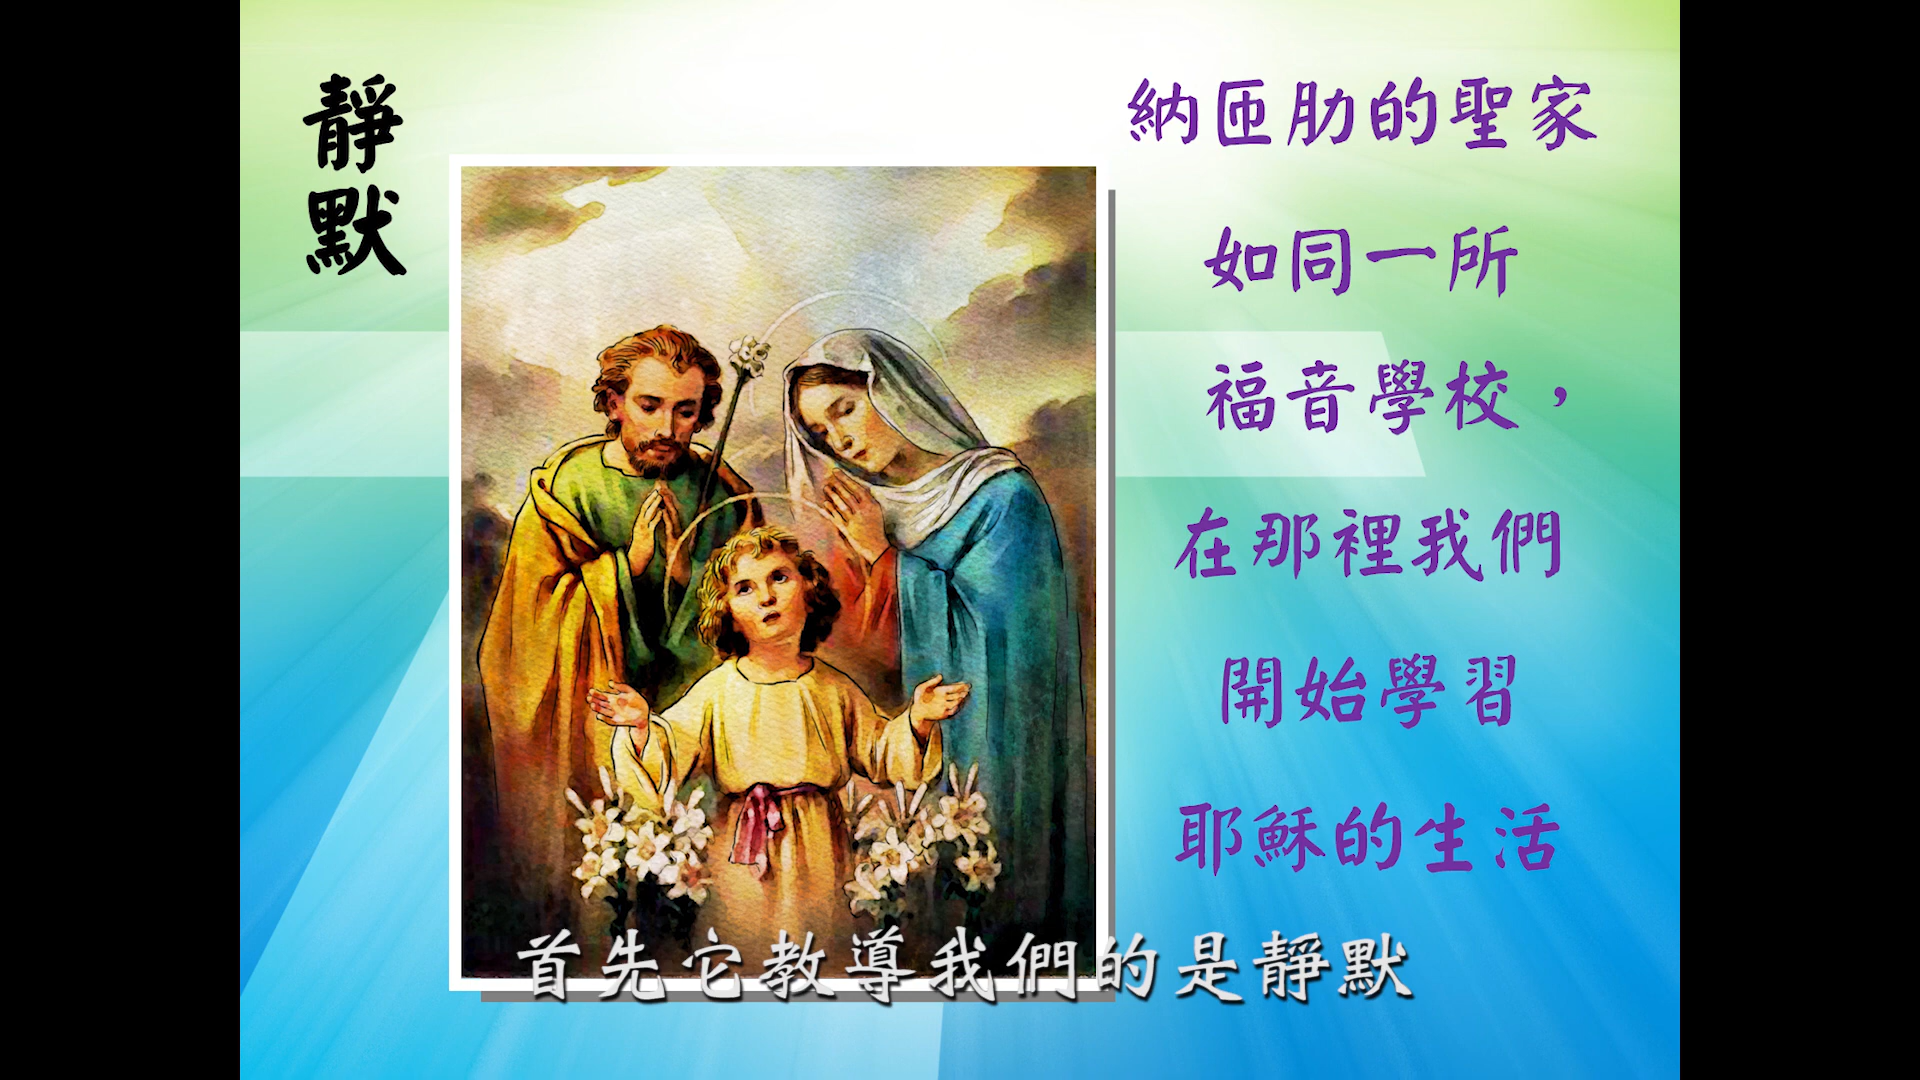 靜默
納匝肋的聖家
如同一所
福音學校，
在那裡我們
開始學習
耶穌的生活
首先它教導我們的是靜默